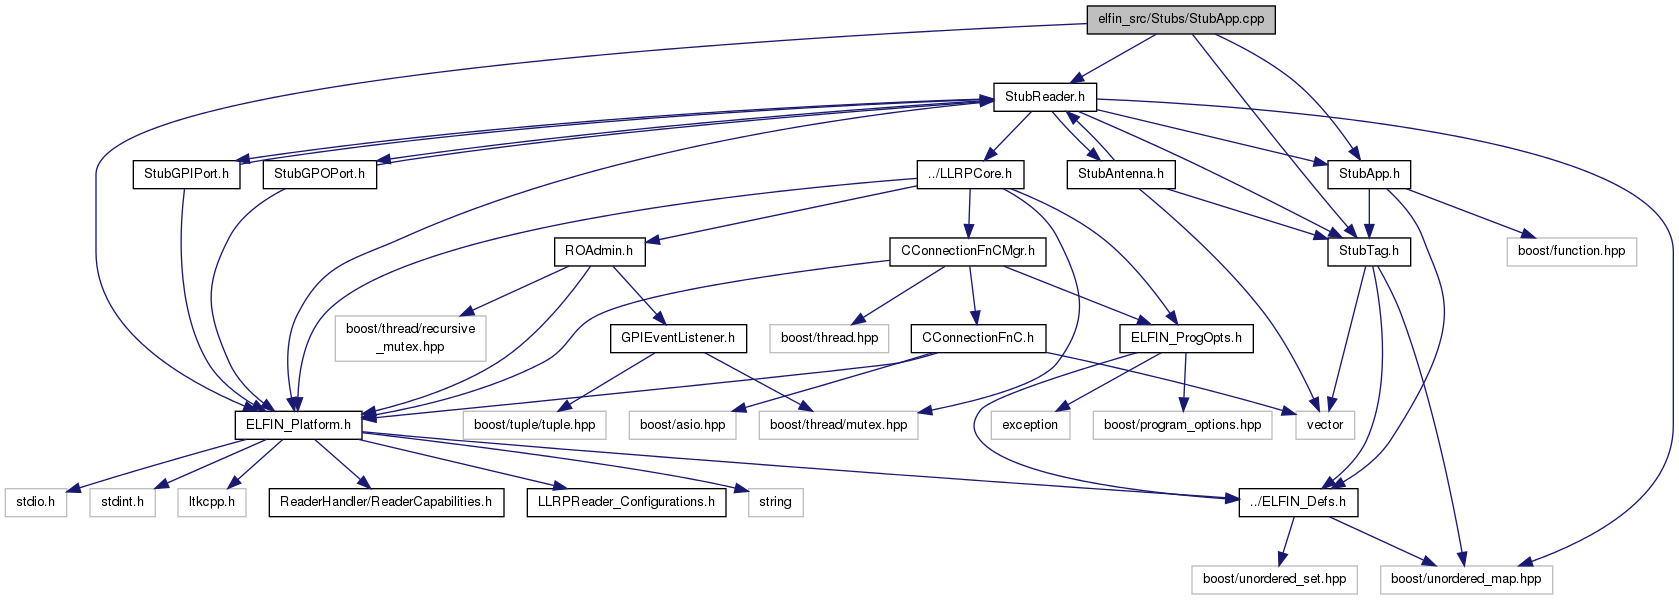 elfin_src/Stubs/StubApp.cpp
StubReader.h
StubGPIPort.h
StubGPOPort.h
../LLRPCore.h
StubAntenna.h
StubApp.h
ROAdmin.h
CConnectionFnCMgr.h
StubTag.h
boost/function.hpp
boost/thread/recursive
_mutex.hpp
GPIEventListener.h
boost/thread.hpp
CConnectionFnC.h
ELFIN_ProgOpts.h
ELFIN_Platform.h
boost/tuple/tuple.hpp
boost/asio.hpp
boost/thread/mutex.hpp
exception
boost/program_options.hpp
vector
stdio.h
stdint.h
ltkcpp.h
ReaderHandler/ReaderCapabilities.h
LLRPReader_Configurations.h
string
../ELFIN_Defs.h
boost/unordered_set.hpp
boost/unordered_map.hpp